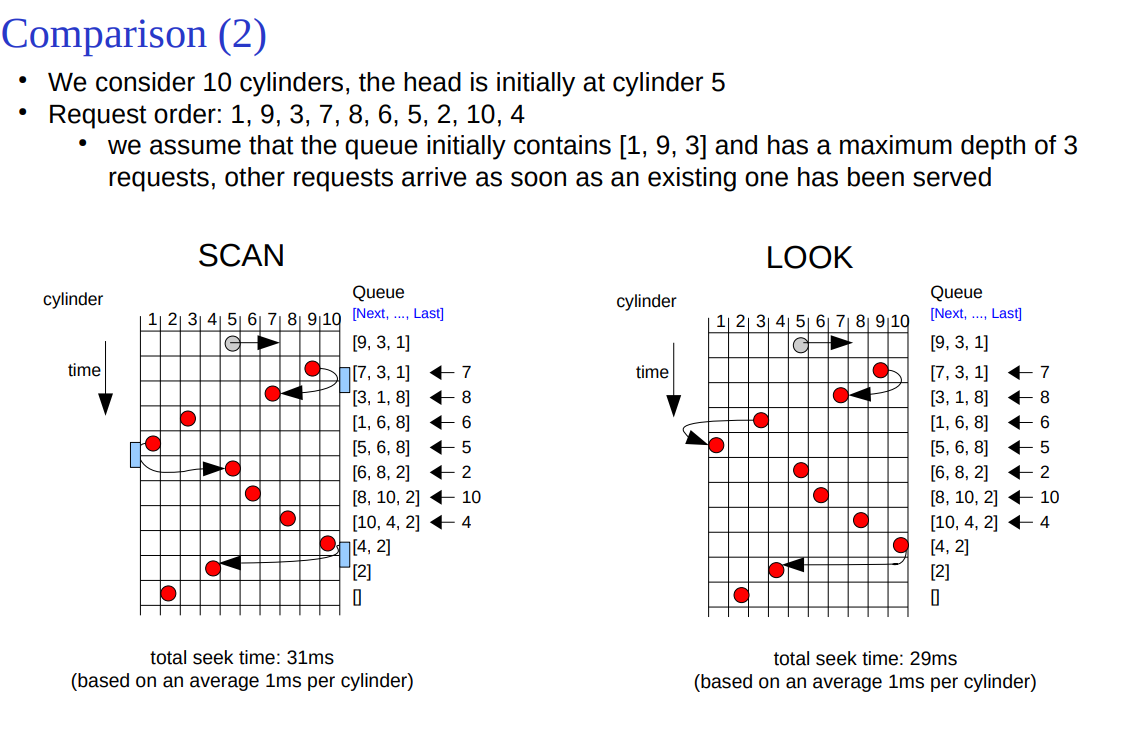 Comparison (2)
• We consider 10 cylinders, the head is initially at cylinder 5
• Request order: 1, 9, 3, 7, 8, 6, 5, 2, 10, 4
• we assume that the queue initially contains [1, 9, 3] and has a maximum depth of 3
requests, other requests arrive as soon as an existing one has been served
SCAN
cylinder
time
1 2 3 4 5 6 7 8 9 10
Queue
[Next, ..., Last]
[9, 3, 1]
[7, 3, 1] 7
[3, 1, 8] 8
[1, 6, 8] 6
[5, 6, 8] 5
[6, 8, 2] 2
[8, 10, 2] 10
[10, 4, 2] 4
[4, 2]
[2]
[]
total seek time: 31ms
(based on an average 1ms per cylinder)
LOOK
cylinder
time
1 2 3 4 5 6 7 8 9 10
Queue
[Next, ..., Last]
[9, 3, 1]
[7, 3, 1] 7
[3, 1, 8] 8
[1, 6, 8] 6
[5, 6, 8] 5
[6, 8, 2] 2
[8, 10, 2] 10
[10, 4, 2] 4
[4, 2]
[2]
[]
total seek time: 29ms
(based on an average 1ms per cylinder)